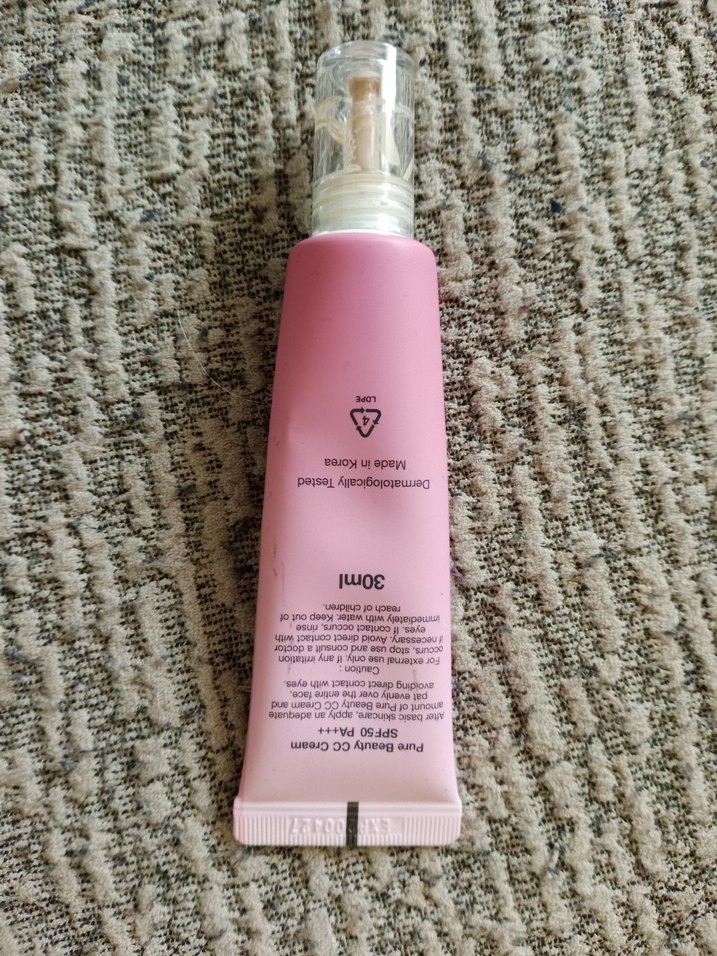 Pure Beauty CC Cream
SPF50 PA+++
After basic skincare, apply an adequate
amount of Pure Beauty CC Cream and
pat evenly over the entire face,
avoiding direct contact with eyes.
Caution :
For external use only. If any irritation
occurs, stop use and consult a doctor
if necessary. Avoid direct contact with
eyes. If contact occurs, rinse
immediately with water. Keep out of
reach of children.
30ml
Dermatologically Tested
Made in Korea
4
LDPE
EXP200427